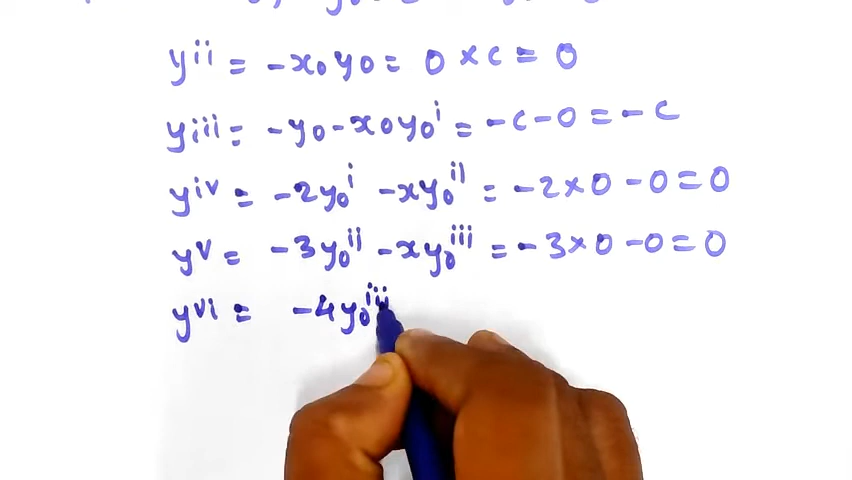 yii = -x₀y₀ = 0 × c = 0
yiii = -y₀ - x₀y₀ⁱ = -c - 0 = -c
yiv = -2y₀ⁱ - xy₀ⁱⁱ = -2×0 - 0 = 0
yv = -3y₀ⁱⁱ - xy₀ⁱⁱⁱ = -3×0 - 0 = 0
yvi = -4y₀ⁱⁱⁱ